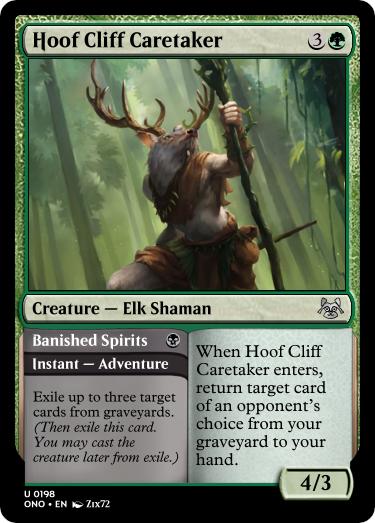 Hoof Cliff Caretaker 3
Creature — Elk Shaman
Banished Spirits
Instant — Adventure
Exile up to three target
cards from graveyards.
(Then exile this card.
You may cast the
creature later from exile.)
When Hoof Cliff
Caretaker enters,
return target card
of an opponent's
choice from your
graveyard to your
hand.
4/3
U 0198
ONO • EN Z1x72